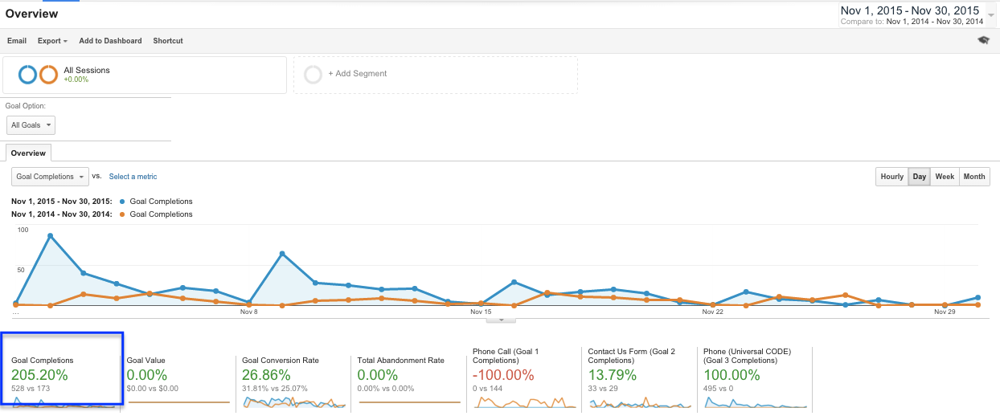 Overview
Nov 1, 2015 - Nov 30, 2015
Compare to: Nov 1, 2014 - Nov 30, 2014
Email Export Add to Dashboard Shortcut
All Sessions
+0.00%
+ Add Segment
Goal Option:
All Goals
Overview
Goal Completions vs. Select a metric
Hourly Day Week Month
Nov 1, 2015 - Nov 30, 2015: Goal Completions
Nov 1, 2014 - Nov 30, 2014: Goal Completions
100
50
... Nov 8 Nov 15 Nov 22 Nov 29
Goal Completions
205.20%
528 vs 173
Goal Value
0.00%
$0.00 vs $0.00
Goal Conversion Rate
26.86%
31.81% vs 25.07%
Total Abandonment Rate
0.00%
0.00% vs 0.00%
Phone Call (Goal 1
Completions)
-100.00%
0 vs 144
Contact Us Form (Goal 2
Completions)
13.79%
33 vs 29
Phone (Universal CODE)
(Goal 3 Completions)
100.00%
495 vs 0